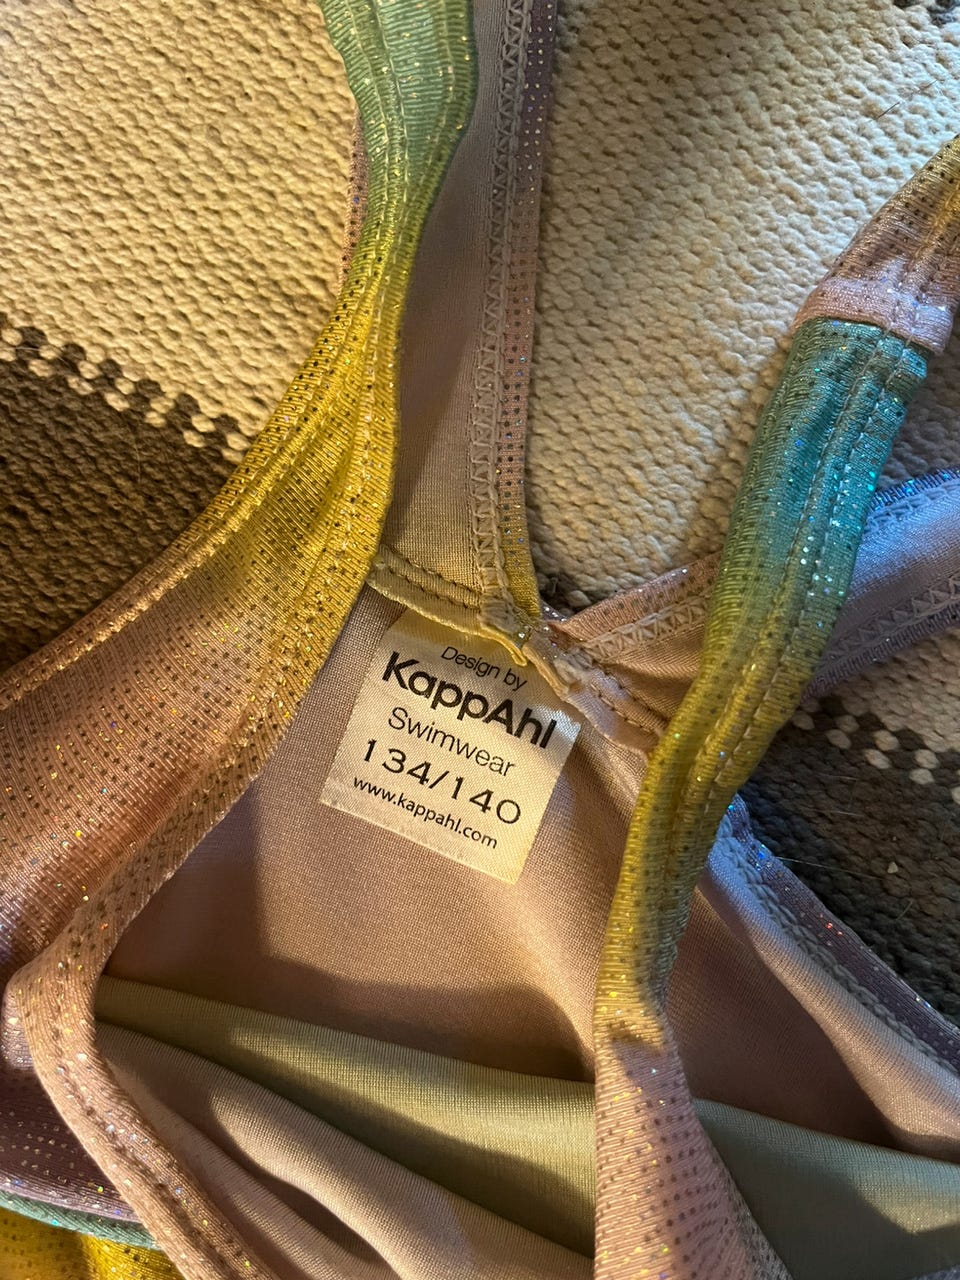 Design by
KappAhl
Swimwear
134/140
www.kappahl.com